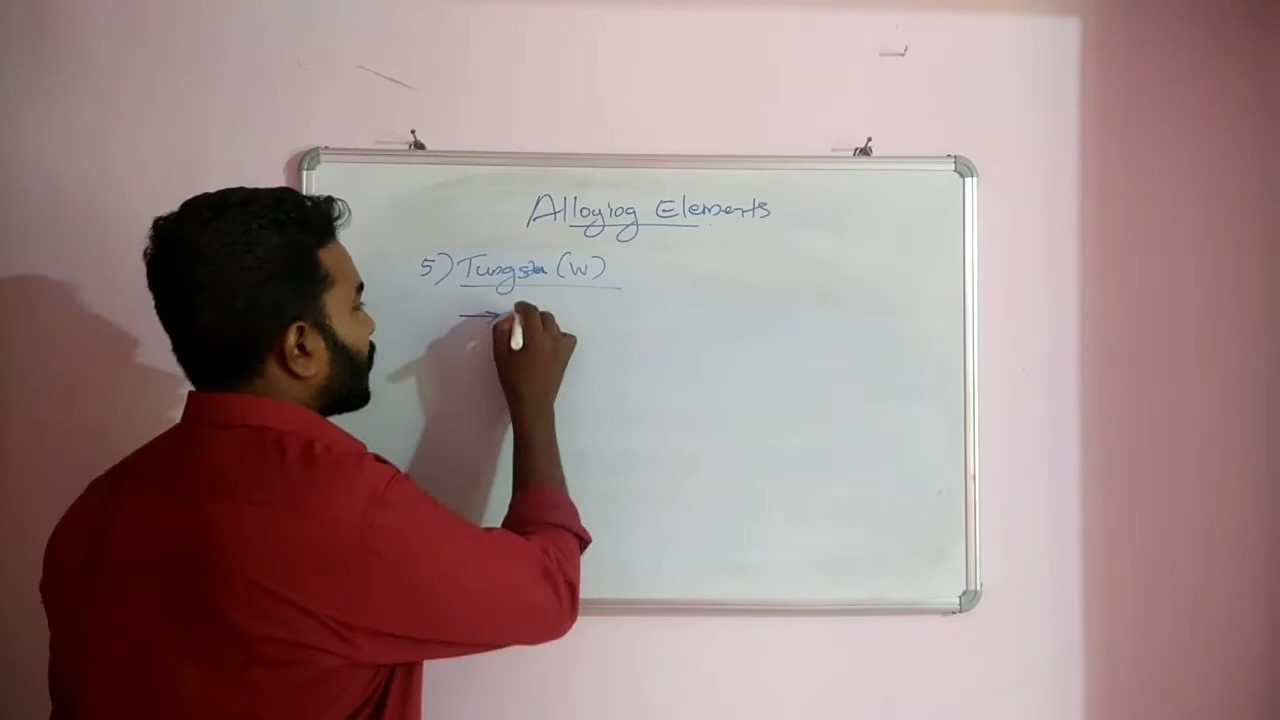 Alloying Elements
5) Tungsten (W)
→